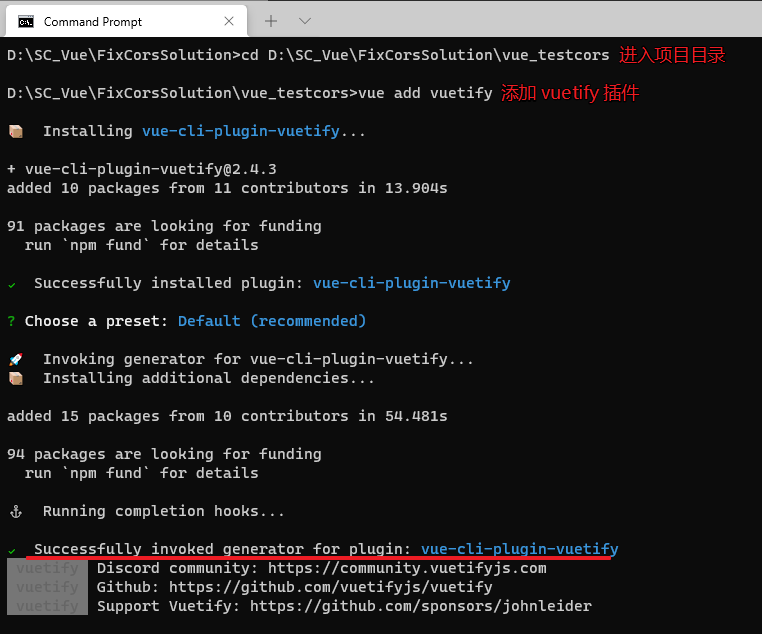 Command Prompt
D:\SC_Vue\FixCorsSolution>cd D:\SC_Vue\FixCorsSolution\vue_testcors 进入项目目录
D:\SC_Vue\FixCorsSolution\vue_testcors>vue add vuetify 添加 vuetify 插件
📦 Installing vue-cli-plugin-vuetify...
+ vue-cli-plugin-vuetify@2.4.3
added 10 packages from 11 contributors in 13.904s
91 packages are looking for funding
run `npm fund` for details
✓ Successfully installed plugin: vue-cli-plugin-vuetify
? Choose a preset: Default (recommended)
🚀 Invoking generator for vue-cli-plugin-vuetify...
📦 Installing additional dependencies...
added 15 packages from 10 contributors in 54.481s
94 packages are looking for funding
run `npm fund` for details
⚓ Running completion hooks...
✓ Successfully invoked generator for plugin: vue-cli-plugin-vuetify
vuetify Discord community: https://community.vuetifyjs.com
vuetify Github: https://github.com/vuetifyjs/vuetify
vuetify Support Vuetify: https://github.com/sponsors/johnleider